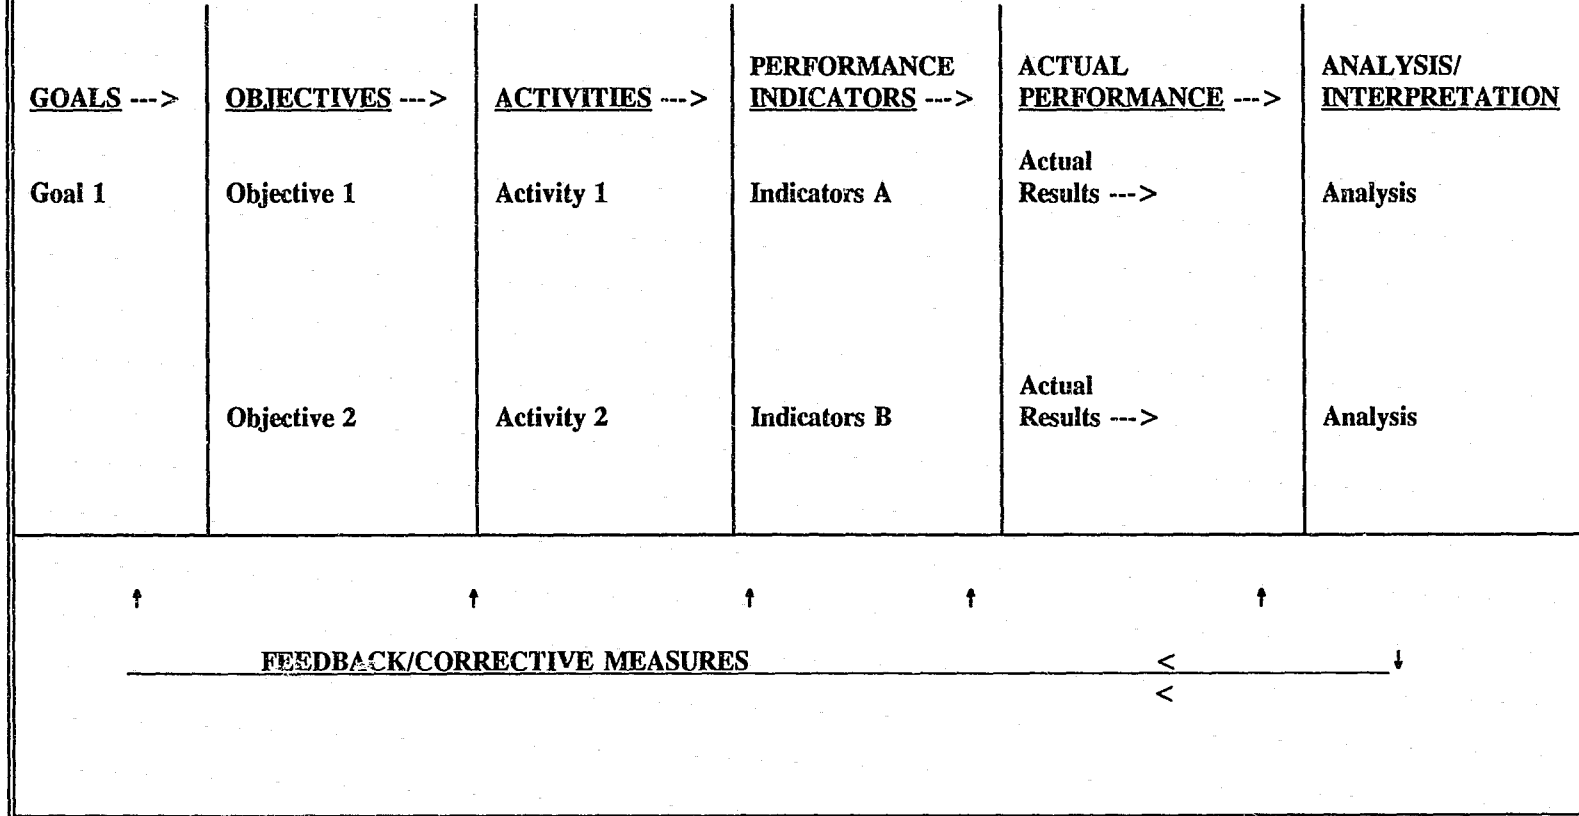 PERFORMANCE ACTUAL ANALYSIS/
GOALS ---> OBJECTIVES ---> ACTIVITIES ---> INDICATORS ---> PERFORMANCE ---> INTERPRETATION
Actual
Goal 1 Objective 1 Activity 1 Indicators A Results ---> Analysis
Actual
Objective 2 Activity 2 Indicators B Results ---> Analysis
FEEDBACK/CORRECTIVE MEASURES <
<